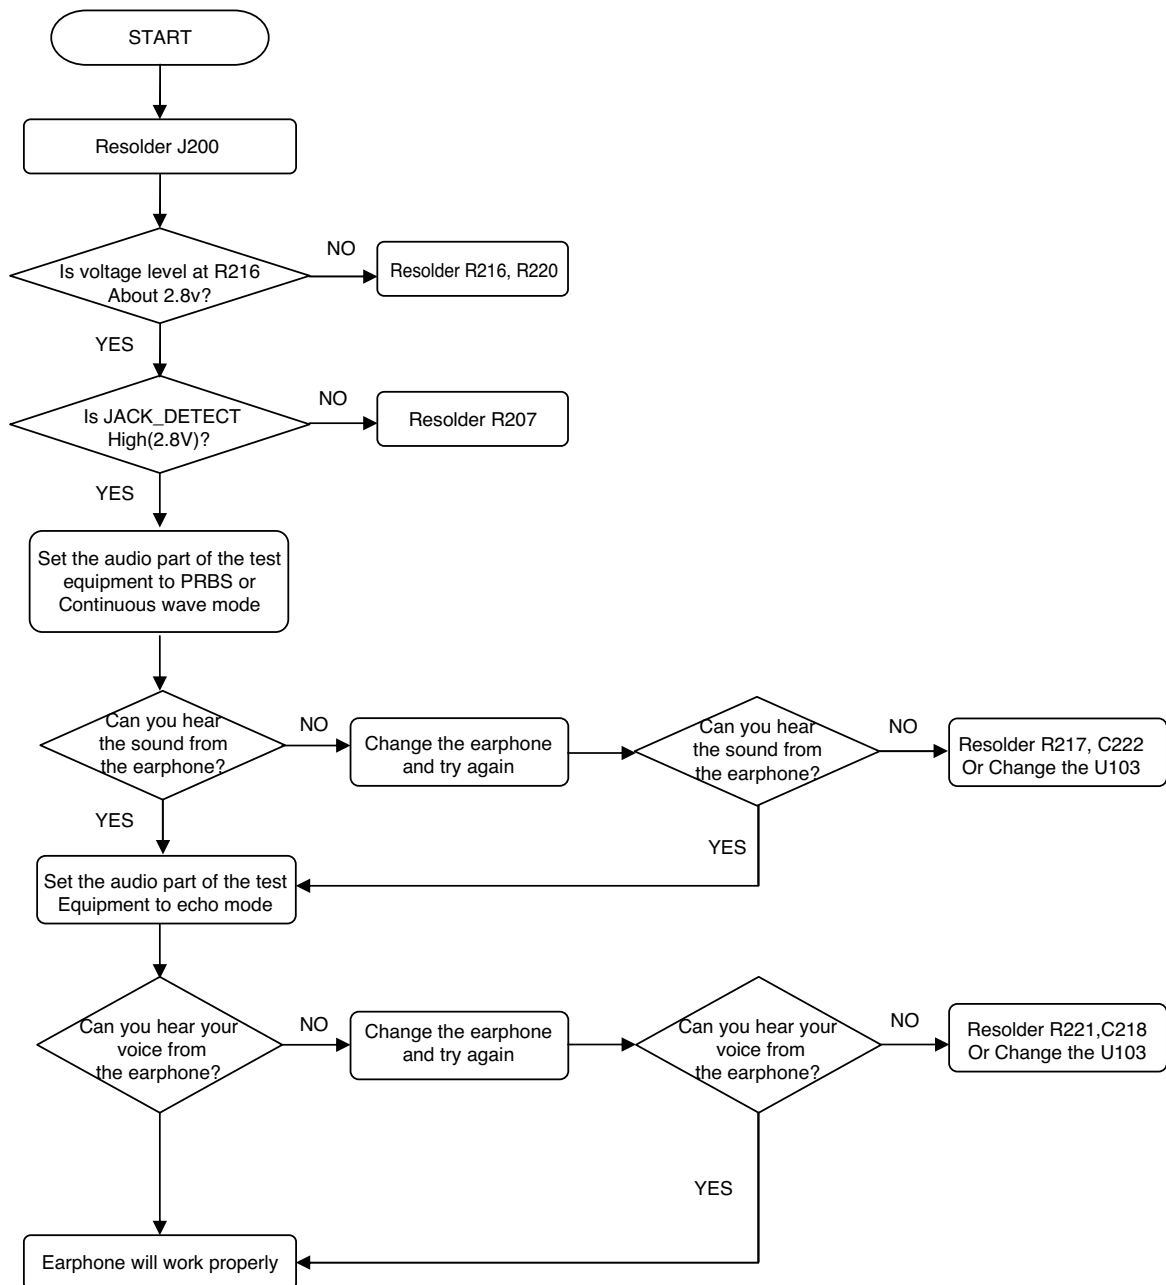 START
Resolder J200
Is voltage level at R216
About 2.8v?
NO
Resolder R216, R220
YES
Is JACK_DETECT
High(2.8V)?
NO
Resolder R207
YES
Set the audio part of the test
equipment to PRBS or
Continuous wave mode
Can you hear
the sound from
the earphone?
NO
Change the earphone
and try again
Can you hear
the sound from
the earphone?
NO
Resolder R217, C222
Or Change the U103
YES
YES
Set the audio part of the test
Equipment to echo mode
Can you hear your
voice from
the earphone?
NO
Change the earphone
and try again
Can you hear your
voice from
the earphone?
NO
Resolder R221,C218
Or Change the U103
YES
Earphone will work properly